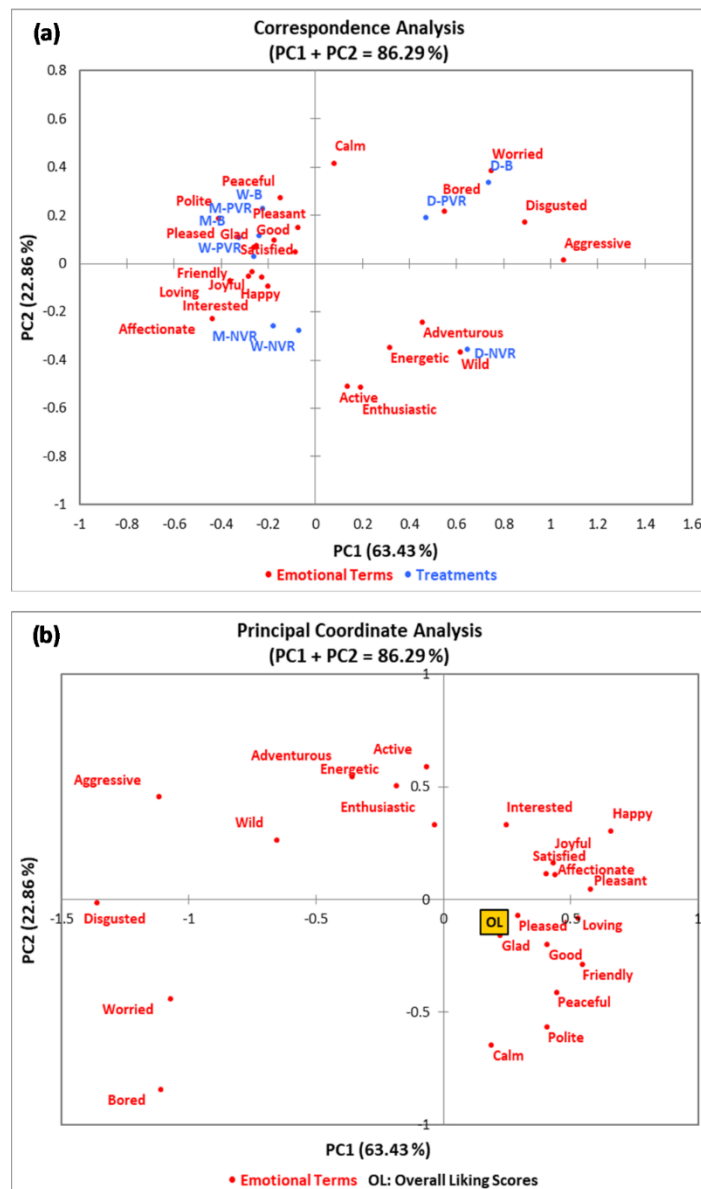 (a)
Correspondence Analysis
(PC1 + PC2 = 86.29 %)
0.8
0.6
0.4
0.2
0
-0.2
-0.4
-0.6
-0.8
-1
PC2 (22.86 %)
Calm
Worried
D-B
Peaceful
Bored
W-B
Polite
D-PVR
M-PVR
Pleasant
Disgusted
M-B
Good
Pleased
Glad
Aggressive
W-PVR
Satisfied
Friendly
Joyful
Loving
Happy
Interested
Affectionate
M-NVR
W-NVR
Adventurous
Energetic
D-NVR
Wild
Active
Enthusiastic
-1 -0.8 -0.6 -0.4 -0.2 0 0.2 0.4 0.6 0.8 1 1.2 1.4 1.6
PC1 (63.43 %)
Emotional Terms Treatments
(b)
Principal Coordinate Analysis
(PC1 + PC2 = 86.29 %)
1
0.5
0
-0.5
-1
PC2 (22.86 %)
Active
Adventurous
Energetic
Aggressive
Enthusiastic
Interested
Happy
Wild
Joyful
Satisfied
Affectionate
Pleasant
-1.5 -1 -0.5 0 0.5 1
Disgusted
OL
Pleased
Loving
Glad
Good
Friendly
Worried
Peaceful
Polite
Calm
Bored
PC1 (63.43 %)
Emotional Terms OL: Overall Liking Scores